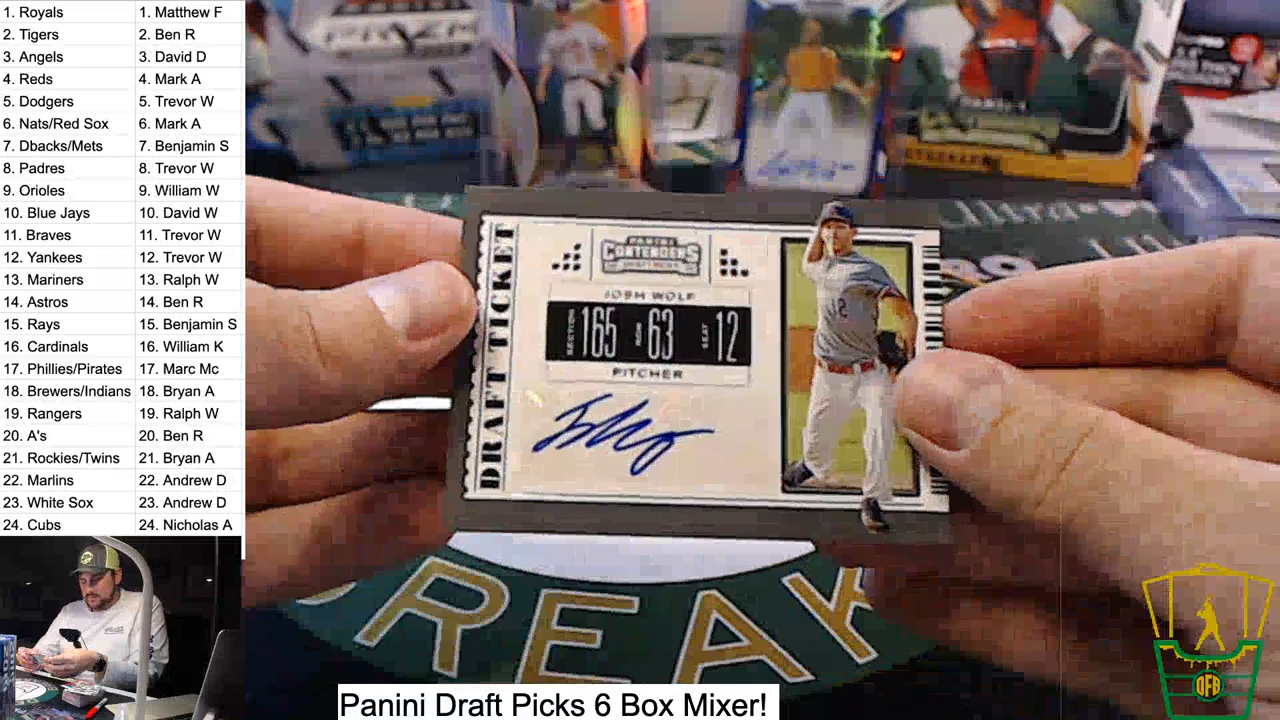 1. Royals 1. Matthew F
2. Tigers 2. Ben R
3. Angels 3. David D
4. Reds 4. Mark A
5. Dodgers 5. Trevor W
6. Nats/Red Sox 6. Mark A
7. Dbacks/Mets 7. Benjamin S
8. Padres 8. Trevor W
9. Orioles 9. William W
10. Blue Jays 10. David W
11. Braves 11. Trevor W
12. Yankees 12. Trevor W
13. Mariners 13. Ralph W
14. Astros 14. Ben R
15. Rays 15. Benjamin S
16. Cardinals 16. William K
17. Phillies/Pirates 17. Marc Mc
18. Brewers/Indians 18. Bryan A
19. Rangers 19. Ralph W
20. A's 20. Ben R
21. Rockies/Twins 21. Bryan A
22. Marlins 22. Andrew D
23. White Sox 23. Andrew D
24. Cubs 24. Nicholas A
DRAFT TICKET
PANINI
CONTENDERS
JOSH WOLF
SECTION 165 ROW 63 SEAT 12
PITCHER
12
REAK
Panini Draft Picks 6 Box Mixer!
OFB